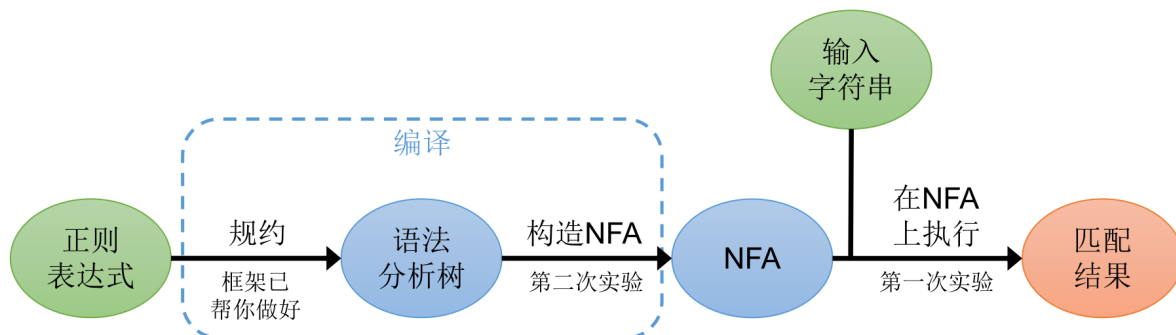 输入
字符串
编译
正则
表达式
规约
框架已
帮你做好
语法
分析树
构造NFA
第二次实验
NFA
在NFA
上执行
第一次实验
匹配
结果